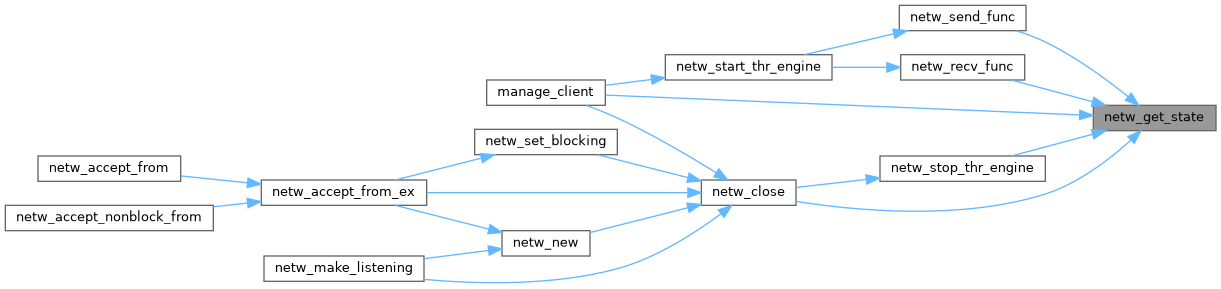 netw_send_func
netw_start_thr_engine
netw_recv_func
manage_client
netw_get_state
netw_set_blocking
netw_accept_from
netw_stop_thr_engine
netw_accept_from_ex
netw_close
netw_accept_nonblock_from
netw_new
netw_make_listening